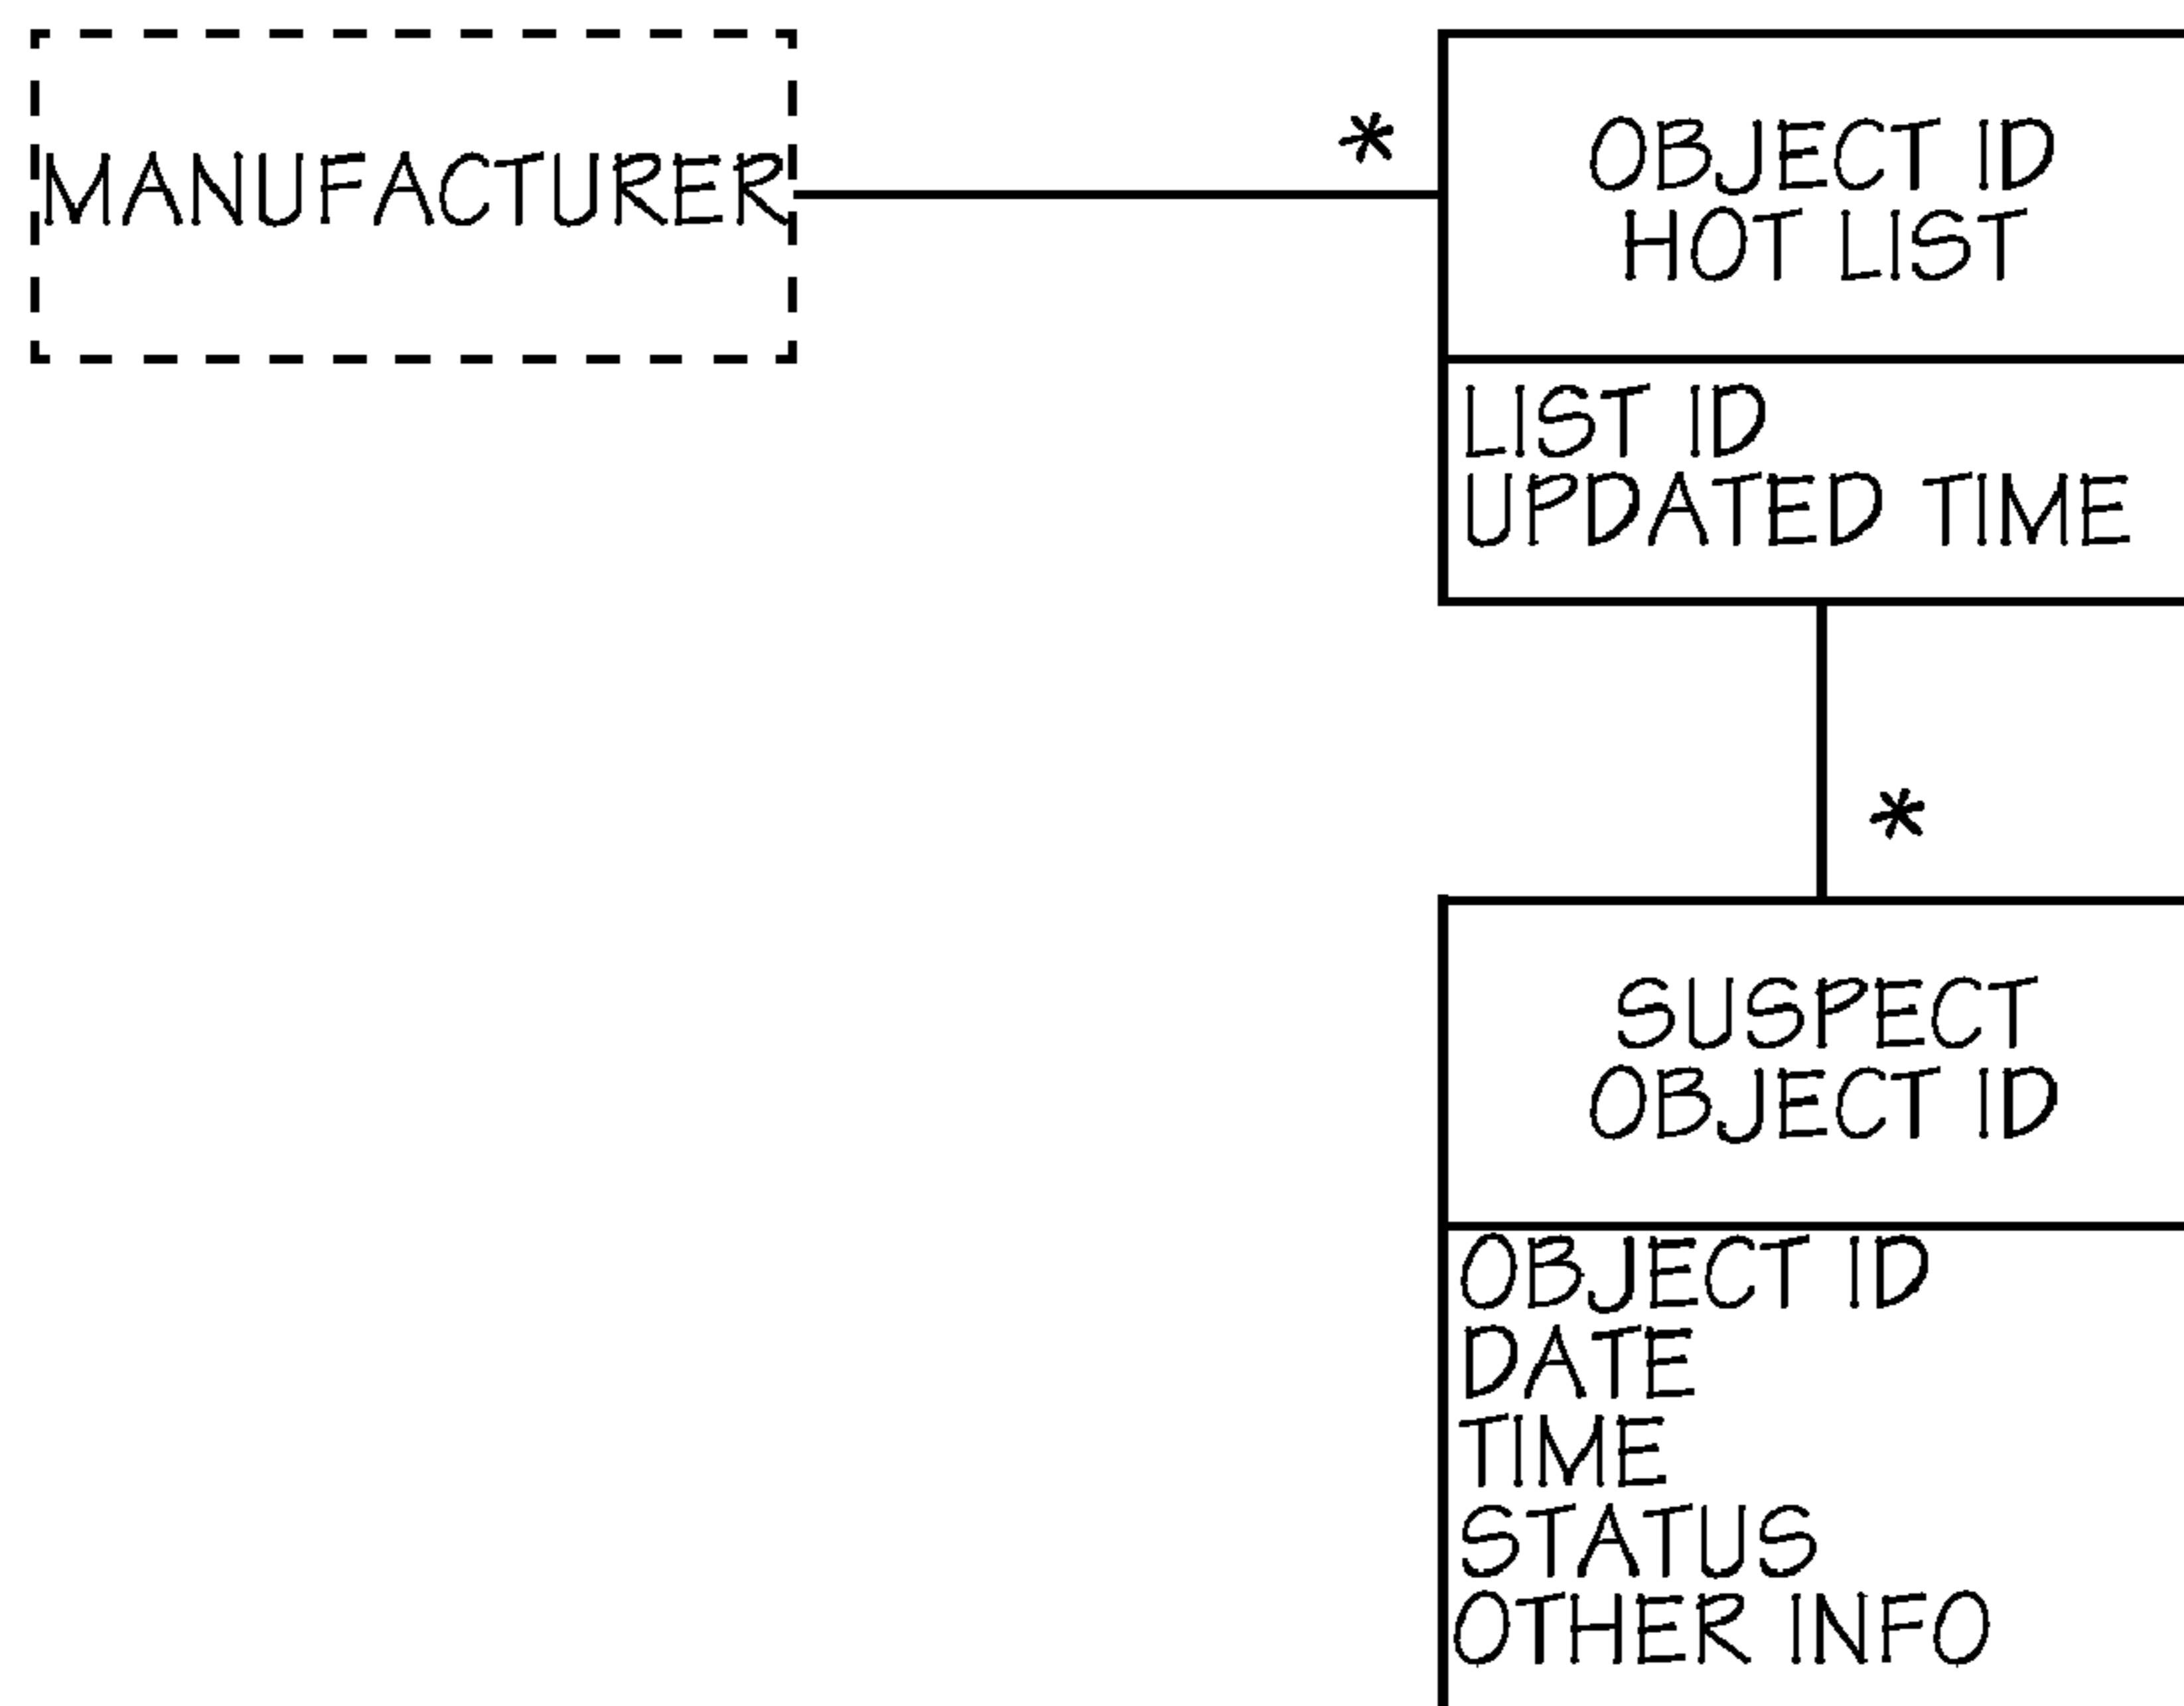 MANUFACTURER
*
OBJECT ID
HOT LIST
LIST ID
UPDATED TIME
*
SUSPECT
OBJECT ID
OBJECT ID
DATE
TIME
STATUS
OTHER INFO